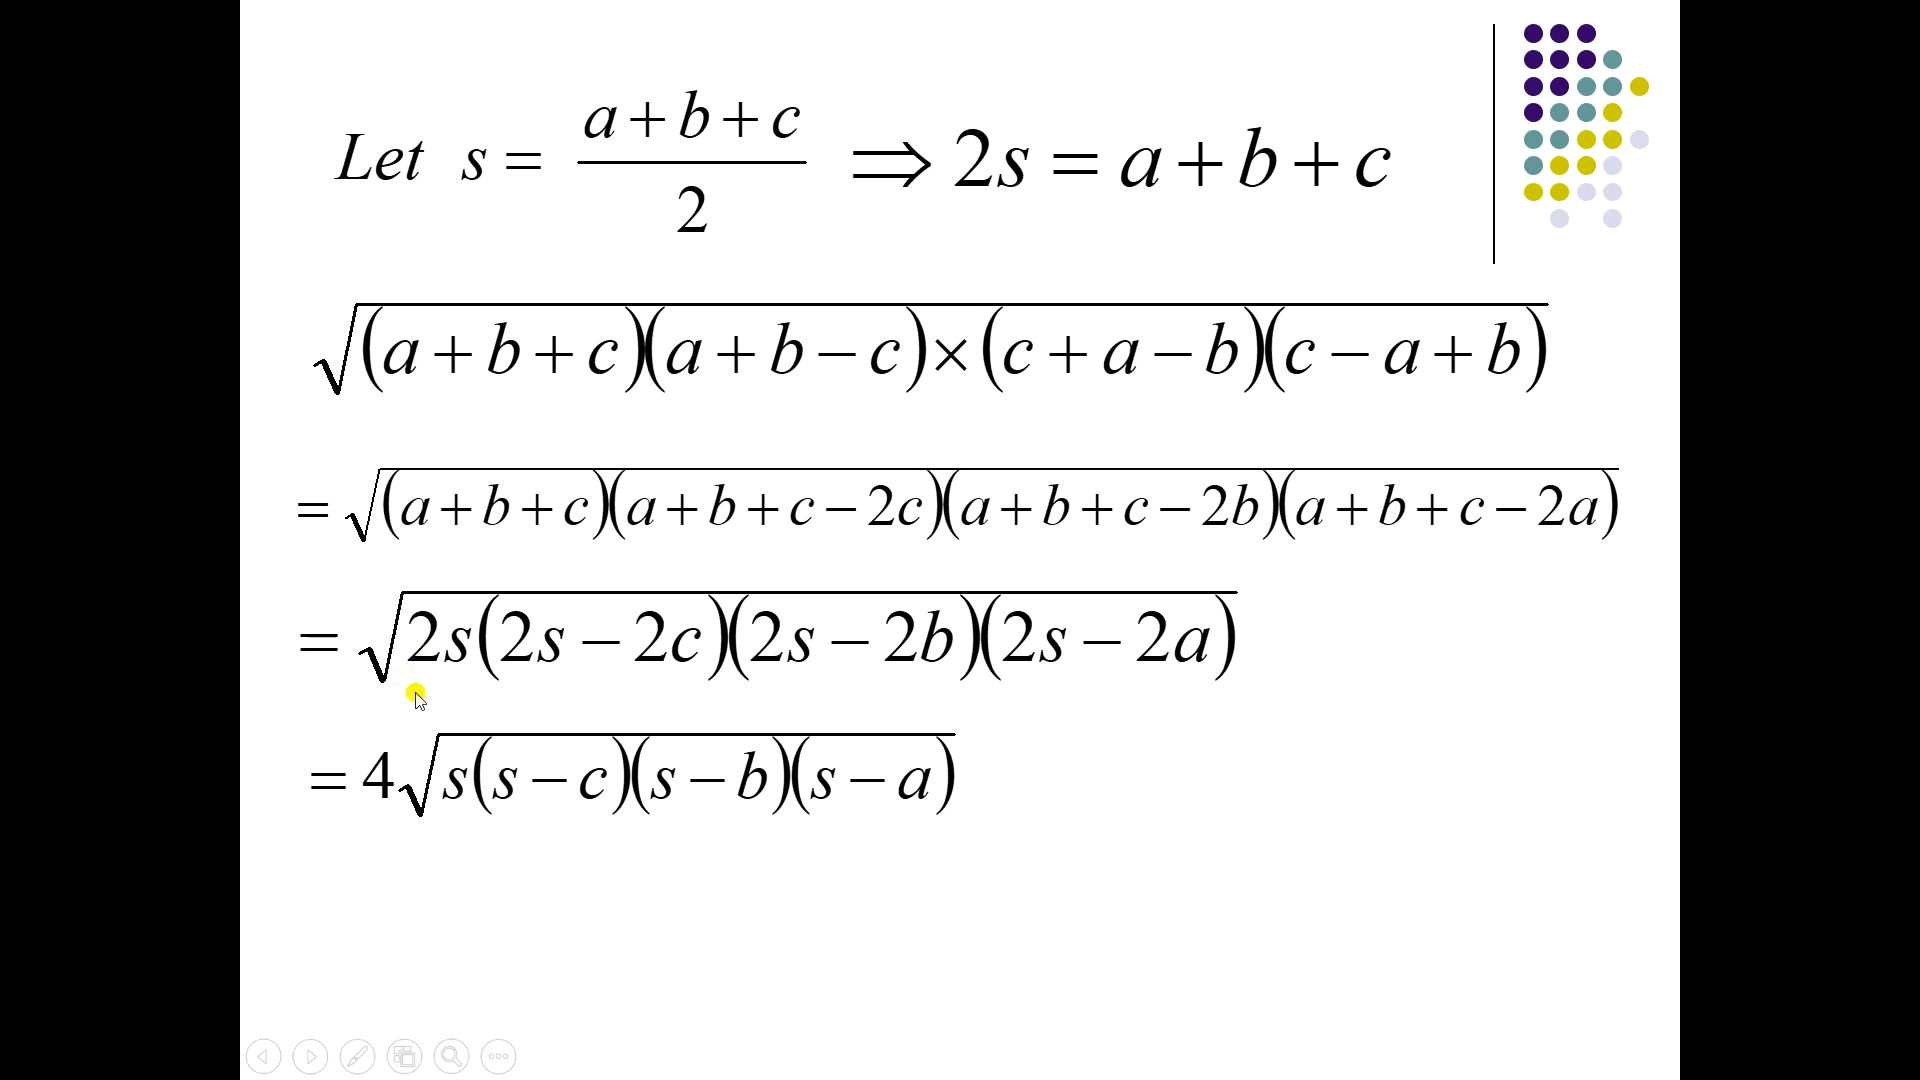 Let s = (a+b+c)/2 ⇒ 2s = a+b+c
√((a+b+c)(a+b−c)×(c+a−b)(c−a+b))
= √((a+b+c)(a+b+c−2c)(a+b+c−2b)(a+b+c−2a))
= √(2s(2s−2c)(2s−2b)(2s−2a))
= 4√(s(s−c)(s−b)(s−a))